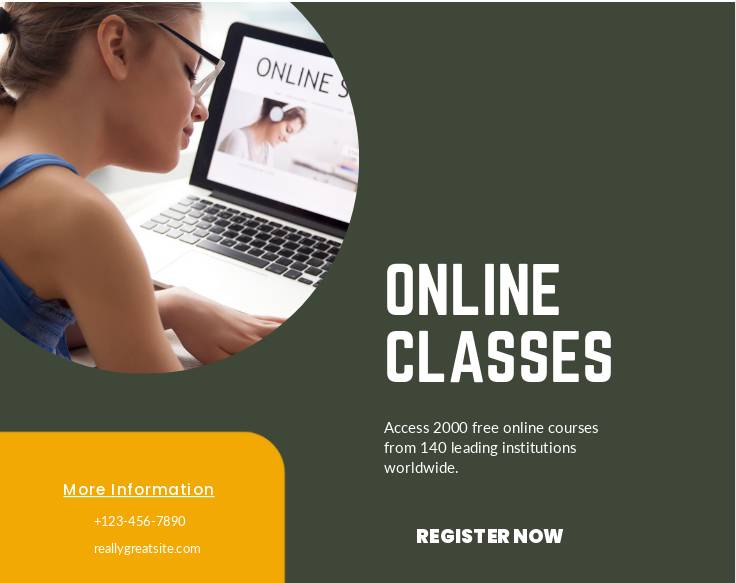 ONLINE S
ONLINE
CLASSES
Access 2000 free online courses
from 140 leading institutions
worldwide.
REGISTER NOW
More Information
+123-456-7890
reallygreatsite.com